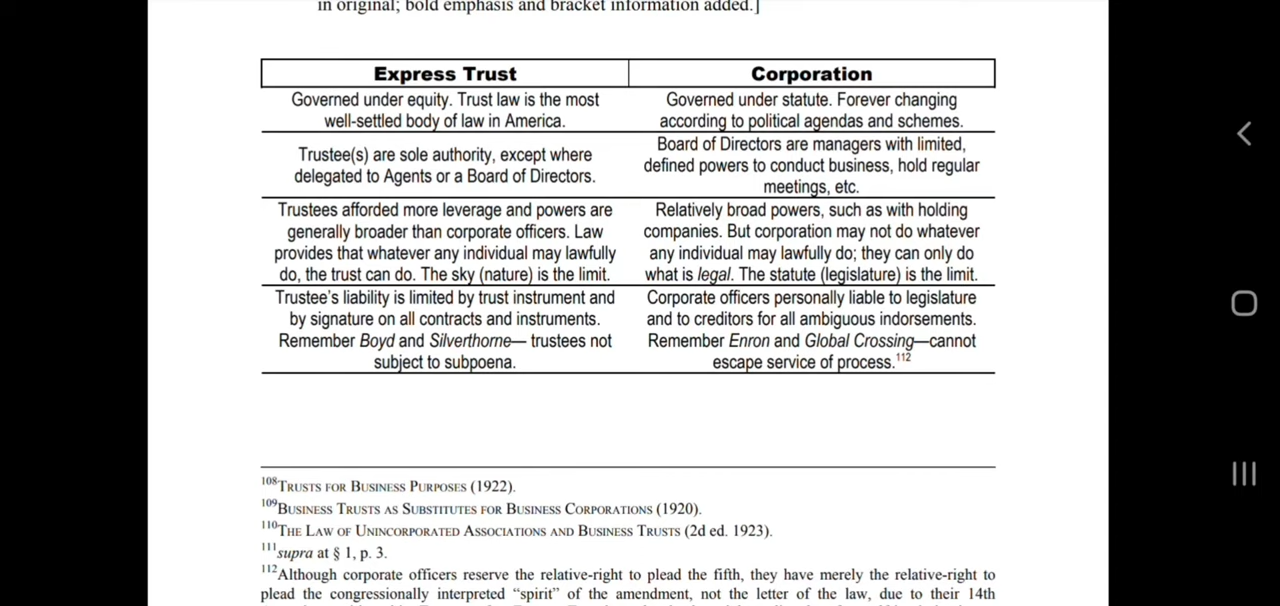 in original; bold emphasis and bracket information added.]
Express Trust
Corporation
Governed under equity. Trust law is the most
well-settled body of law in America.
Governed under statute. Forever changing
according to political agendas and schemes.
Trustee(s) are sole authority, except where
delegated to Agents or a Board of Directors.
Board of Directors are managers with limited,
defined powers to conduct business, hold regular
meetings, etc.
Trustees afforded more leverage and powers are
generally broader than corporate officers. Law
provides that whatever any individual may lawfully
do, the trust can do. The sky (nature) is the limit.
Relatively broad powers, such as with holding
companies. But corporation may not do whatever
any individual may lawfully do; they can only do
what is legal. The statute (legislature) is the limit.
Trustee's liability is limited by trust instrument and
by signature on all contracts and instruments.
Remember Boyd and Silverthorne— trustees not
subject to subpoena.
Corporate officers personally liable to legislature
and to creditors for all ambiguous indorsements.
Remember Enron and Global Crossing—cannot
escape service of process.112
108TRUSTS FOR BUSINESS PURPOSES (1922).
109BUSINESS TRUSTS AS SUBSTITUTES FOR BUSINESS CORPORATIONS (1920).
110THE LAW OF UNINCORPORATED ASSOCIATIONS AND BUSINESS TRUSTS (2d ed. 1923).
111supra at § 1, p. 3.
112Although corporate officers reserve the relative-right to plead the fifth, they have merely the relative-right to
plead the congressionally interpreted "spirit" of the amendment, not the letter of the law, due to their 14th